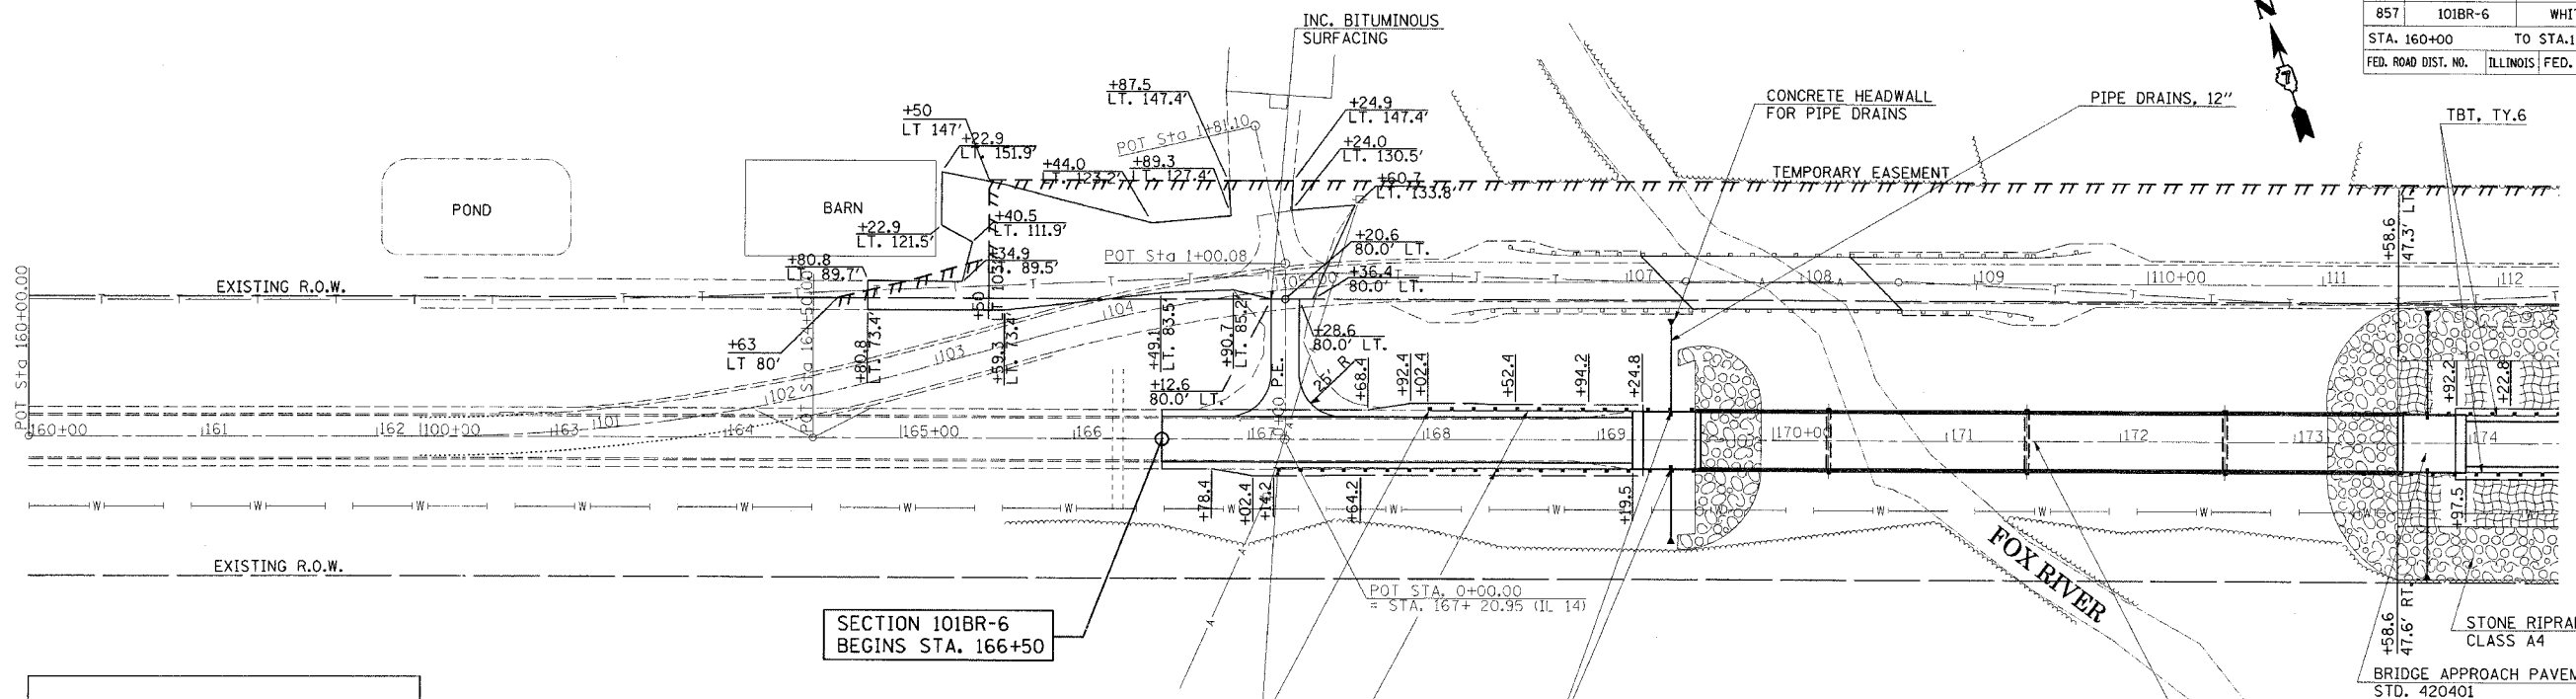 857 101BR-6
STA. 160+00 TO STA.
FED. ROAD DIST. NO. ILLINOIS FED.
N
INC. BITUMINOUS
SURFACING
+87.5
LT. 147.4'
+24.9
LT. 147.4'
CONCRETE HEADWALL
FOR PIPE DRAINS
PIPE DRAINS, 12"
TBT, TY.6
+50
LT 147'
+22.9
LT. 151.9'
POT Sta 1+81.10
+24.0
LT. 130.5'
+44.0
LT. 123.2'
+89.3
LT. 127.4'
+60.7
LT. 133.8'
TEMPORARY EASEMENT
POND
BARN
+22.9
LT. 121.5'
+40.5
LT. 111.9'
+34.9
LT. 89.5'
+80.8
LT. 89.7'
POT Sta 1+00.08
+20.6
80.0' LT.
+36.4
80.0' LT.
+58.6
47.3' LT.
EXISTING R.O.W.
107
108
109
110+00
111
112
POT Sta 160+00.00
+63
LT 80'
+80.8
LT. 73.4'
+50
+59.3
LT. 73.4'
104
103
102
101
+49.1
LT. 83.5'
+90.7
LT. 85.2'
P.E.
+28.6
80.0' LT.
25' R
+12.6
80.0' LT.
+68.4
+92.4
+02.4
+52.4
+94.2
+24.8
+92.2
+22.8
160+00
161
162
100+00
163
164
165+00
166
167
168
169
170+00
171
172
173
174
W
+78.4
+02.4
+14.2
+64.2
+19.5
+97.5
EXISTING R.O.W.
FOX RIVER
POT STA. 0+00.00
= STA. 167+ 20.95 (IL 14)
SECTION 101BR-6
BEGINS STA. 166+50
+58.6
47.6' RT.
STONE
CLASS A4
BRIDGE APPROACH
STD. 420401